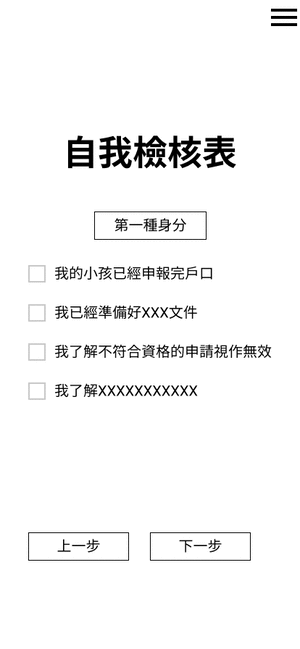 自我檢核表
第一種身分
我的小孩已經申報完戶口
我已經準備好XXX文件
我了解不符合資格的申請視作無效
我了解XXXXXXXXXXX
上一步
下一步